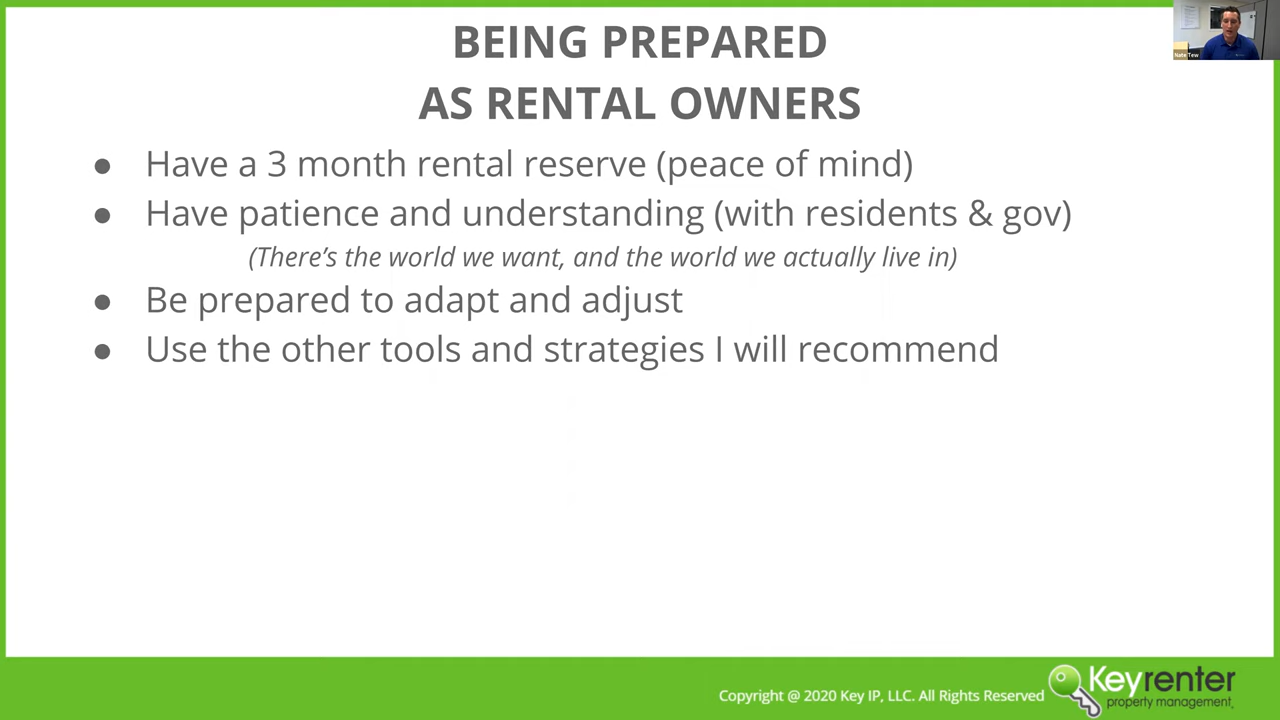 BEING PREPARED
AS RENTAL OWNERS
● Have a 3 month rental reserve (peace of mind)
● Have patience and understanding (with residents & gov)
(There's the world we want, and the world we actually live in)
● Be prepared to adapt and adjust
● Use the other tools and strategies I will recommend
Nate Tew
Copyright @ 2020 Key IP, LLC. All Rights Reserved
Keyrenter
property management